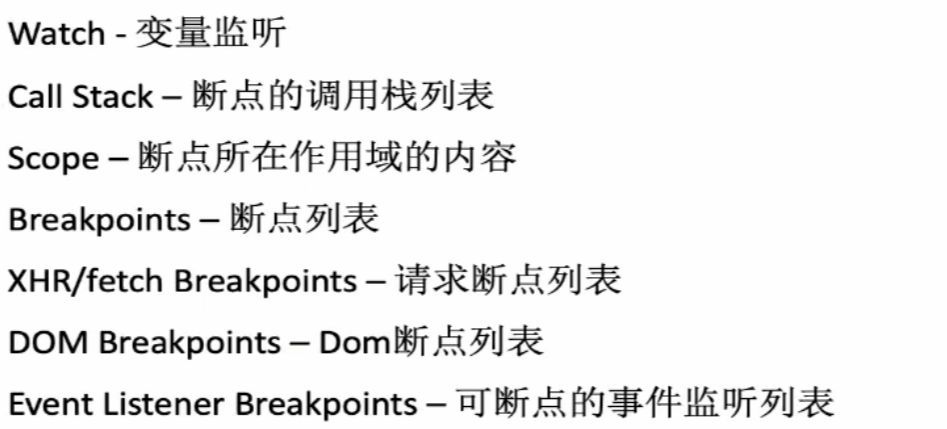 Watch - 变量监听
Call Stack – 断点的调用栈列表
Scope – 断点所在作用域的内容
Breakpoints – 断点列表
XHR/fetch Breakpoints – 请求断点列表
DOM Breakpoints – Dom断点列表
Event Listener Breakpoints – 可断点的事件监听列表